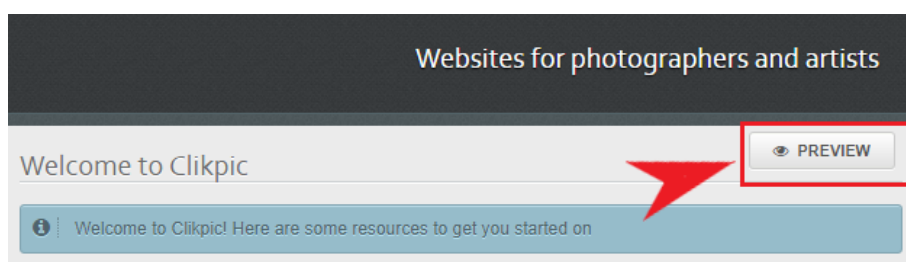 Websites for photographers and artists
PREVIEW
Welcome to Clikpic
Welcome to Clikpic! Here are some resources to get you started on